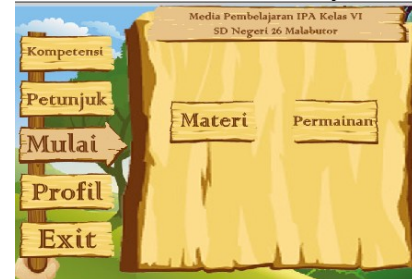 Media Pembelajaran IPA Kelas VI
SD Negeri 26 Malabutor
Kompetensi
Petunjuk
Mulai
Profil
Exit
Materi
Permainan